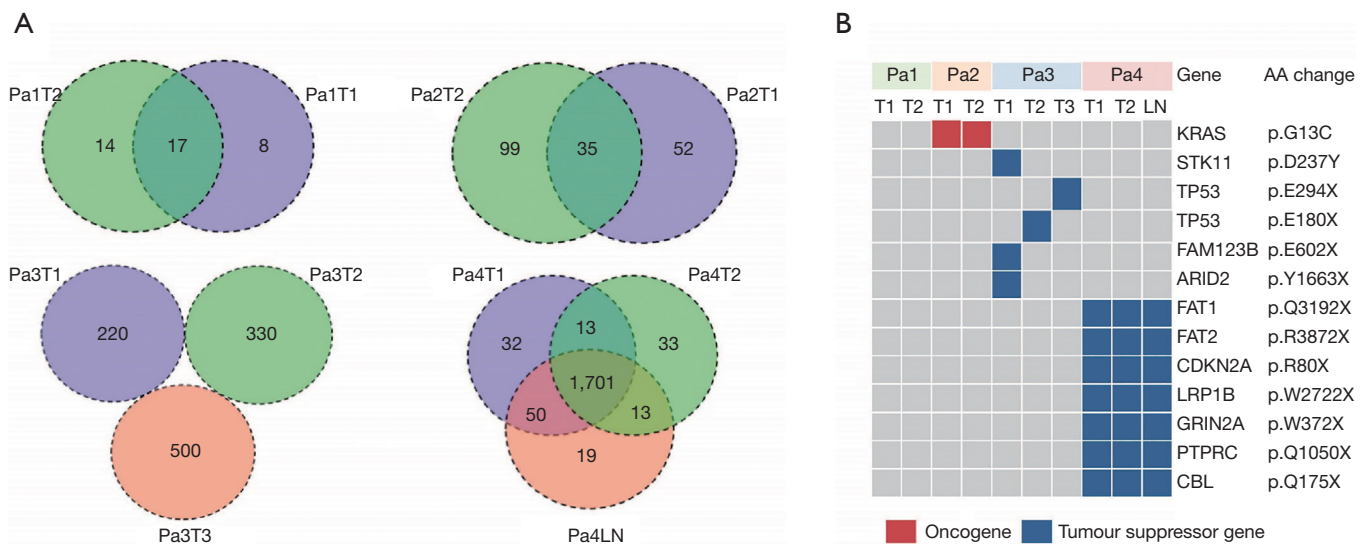 A
Pa1T2
Pa1T1
14
17
8
Pa2T2
Pa2T1
99
35
52
Pa3T1
Pa3T2
220
330
500
Pa3T3
Pa4T1
Pa4T2
32
13
33
1,701
50
13
19
Pa4LN
B
Pa1 Pa2 Pa3 Pa4 Gene AA change
T1 T2 T1 T2 T1 T2 T3 T1 T2 LN
KRAS p.G13C
STK11 p.D237Y
TP53 p.E294X
TP53 p.E180X
FAM123B p.E602X
ARID2 p.Y1663X
FAT1 p.Q3192X
FAT2 p.R3872X
CDKN2A p.R80X
LRP1B p.W2722X
GRIN2A p.W372X
PTPRC p.Q1050X
CBL p.Q175X
Oncogene Tumour suppressor gene